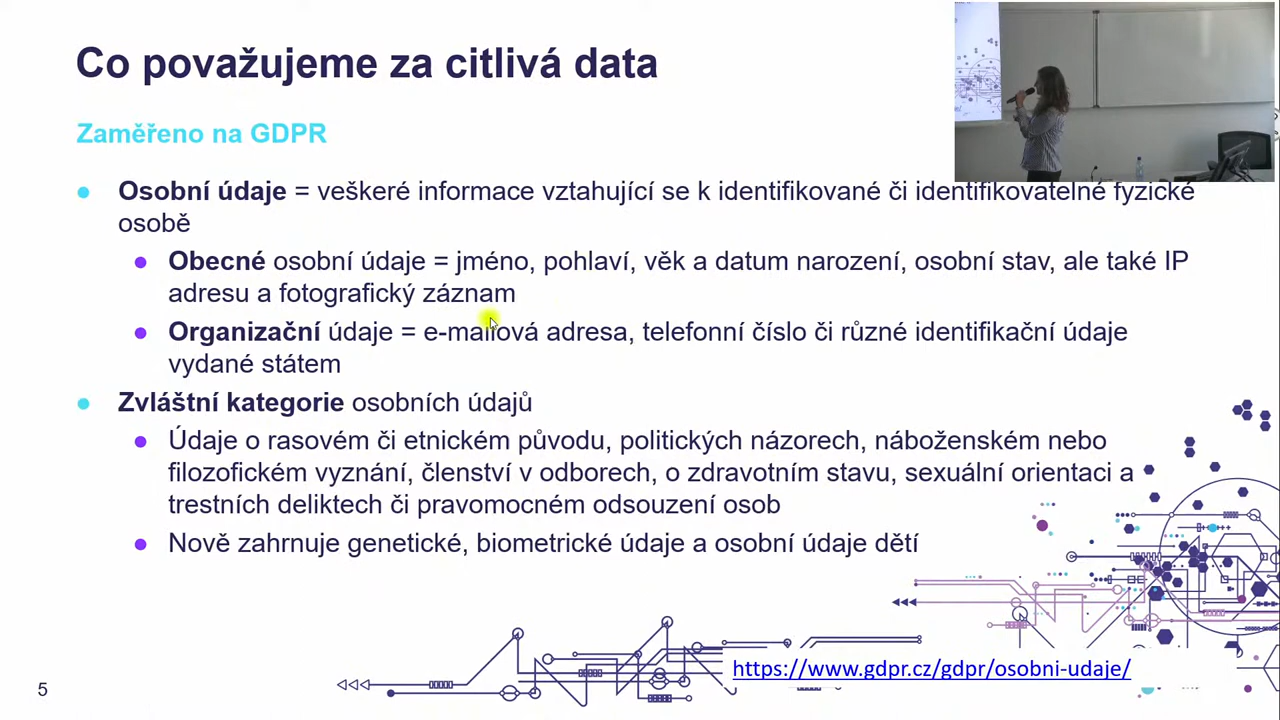 Co považujeme za citlivá data
Zaměřeno na GDPR
Osobní údaje = veškeré informace vztahující se k identifikované či identifikovatelné fyzické
osobě
Obecné osobní údaje = jméno, pohlaví, věk a datum narození, osobní stav, ale také IP
adresu a fotografický záznam
Organizační údaje = e-mailová adresa, telefonní číslo či různé identifikační údaje
vydané státem
Zvláštní kategorie osobních údajů
Údaje o rasovém či etnickém původu, politických názorech, náboženském nebo
filozofickém vyznání, členství v odborech, o zdravotním stavu, sexuální orientaci a
trestních deliktech či pravomocném odsouzení osob
Nově zahrnuje genetické, biometrické údaje a osobní údaje dětí
https://www.gdpr.cz/gdpr/osobni-udaje/
5